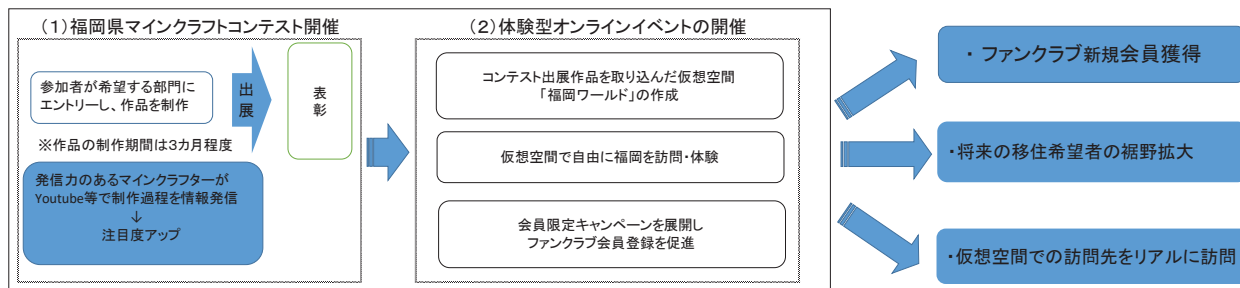 (1)福岡県マインクラフトコンテスト開催
参加者が希望する部門に
エントリーし、作品を制作
出展
表彰
※作品の制作期間は3カ月程度
発信力のあるマインクラフターが
Youtube等で制作過程を情報発信
↓
注目度アップ
(2)体験型オンラインイベントの開催
コンテスト出展作品を取り込んだ仮想空間
「福岡ワールド」の作成
仮想空間で自由に福岡を訪問・体験
会員限定キャンペーンを展開し
ファンクラブ会員登録を促進
・ファンクラブ新規会員獲得
・将来の移住希望者の裾野拡大
・仮想空間での訪問先をリアルに訪問